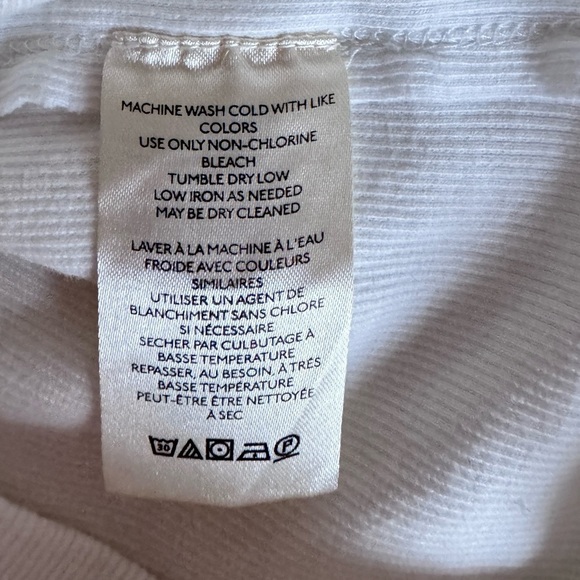 MACHINE WASH COLD WITH LIKE
COLORS
USE ONLY NON-CHLORINE
BLEACH
TUMBLE DRY LOW
LOW IRON AS NEEDED
MAY BE DRY CLEANED
LAVER À LA MACHINE À L'EAU
FROIDE AVEC COULEURS
SIMILAIRES
UTILISER UN AGENT DE
BLANCHIMENT SANS CHLORE
SI NÉCESSAIRE
SECHER PAR CULBUTAGE À
BASSE TEMPERATURE
REPASSER, AU BESOIN, À TRÉS
BASSE TEMPÉRATURE
PEUT-ÊTRE ÊTRE NETTOYÉE
À SEC
30 P